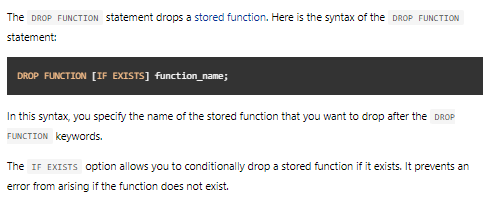 The DROP FUNCTION statement drops a stored function. Here is the syntax of the DROP FUNCTION
statement:
DROP FUNCTION [IF EXISTS] function_name;
In this syntax, you specify the name of the stored function that you want to drop after the DROP
FUNCTION keywords.
The IF EXISTS option allows you to conditionally drop a stored function if it exists. It prevents an
error from arising if the function does not exist.